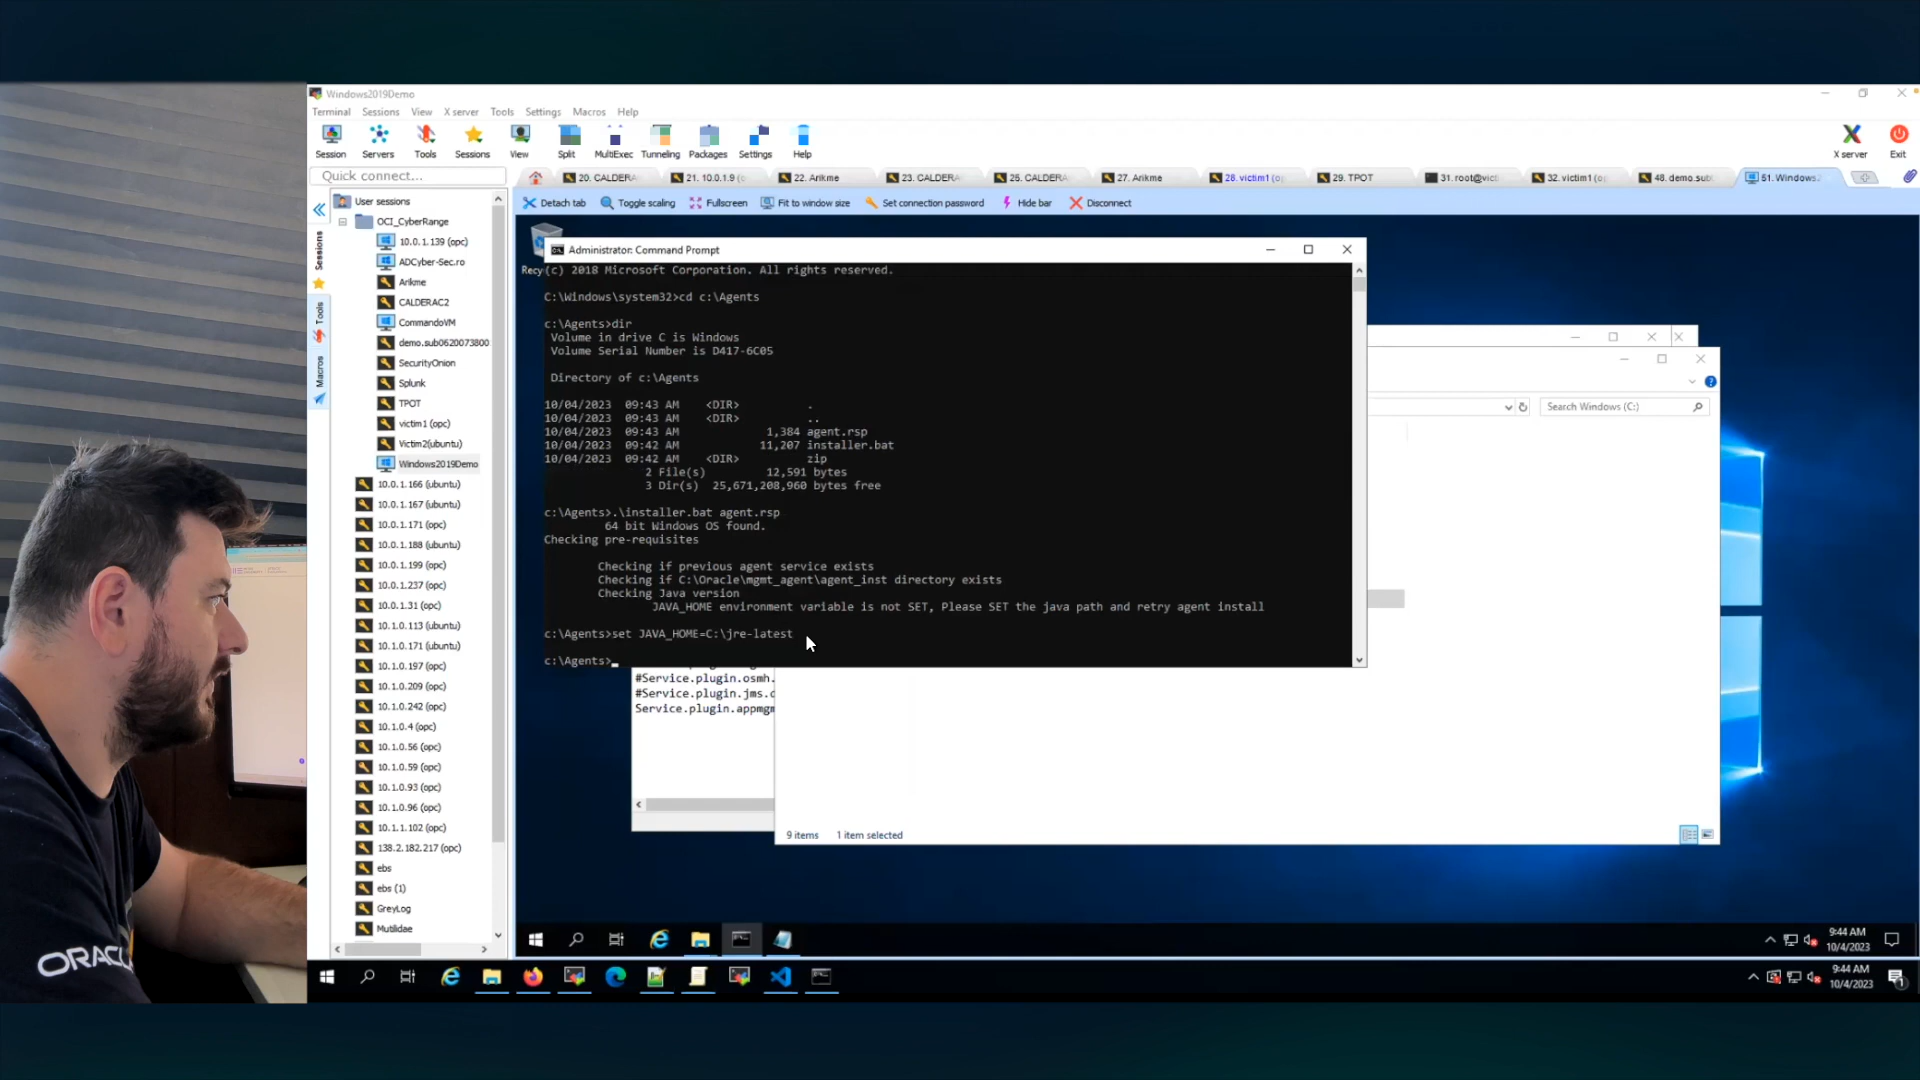 Windows2019Demo
Terminal Sessions View X server Tools Settings Macros Help
Session Servers Tools Sessions View Split MultiExec Tunneling Packages Settings Help X server Exit
Quick connect...
20. CALDERA 21. 10.0.1.9 (o 22. Arikme 23. CALDERA 26. CALDERA 27. Arikme 28. victim1 (op 29. TPOT 31. root@victi 32. victim1 (op 48. demo.sub 51. Windows2
Detach tab Toggle scaling Fullscreen Fit to window size Set connection password Hide bar Disconnect
Sessions
Tools
Macros
User sessions
OCI_CyberRange
10.0.1.139 (opc)
ADCyber-Sec.ro
Arikme
CALDERAC2
CommandoVM
demo.sub0620073800
SecurityOnion
Splunk
TPOT
victim1 (opc)
Victim2(ubuntu)
Windows2019Demo
10.0.1.166 (ubuntu)
10.0.1.167 (ubuntu)
10.0.1.171 (opc)
10.0.1.188 (ubuntu)
10.0.1.199 (opc)
10.0.1.237 (opc)
10.0.1.31 (opc)
10.0.1.113 (ubuntu)
10.0.1.171 (ubuntu)
10.1.0.197 (opc)
10.1.0.209 (opc)
10.1.0.242 (opc)
10.1.0.4 (opc)
10.1.0.56 (opc)
10.1.0.59 (opc)
10.1.0.93 (opc)
10.1.0.96 (opc)
10.1.1.102 (opc)
138.2.182.217 (opc)
ebs
ebs (1)
GreyLog
Mutilidae
Recy
Administrator: Command Prompt
(c) 2018 Microsoft Corporation. All rights reserved.
C:\Windows\system32>cd c:\Agents
c:\Agents>dir
Volume in drive C is Windows
Volume Serial Number is D417-6C05
Directory of c:\Agents
10/04/2023 09:43 AM <DIR> .
10/04/2023 09:43 AM <DIR> ..
10/04/2023 09:43 AM 1,384 agent.rsp
10/04/2023 09:42 AM 11,207 installer.bat
10/04/2023 09:42 AM <DIR> zip
2 File(s) 12,591 bytes
3 Dir(s) 25,671,208,960 bytes free
c:\Agents>.\installer.bat agent.rsp
64 bit Windows OS found.
Checking pre-requisites
Checking if previous agent service exists
Checking if C:\Oracle\mgmt_agent\agent_inst directory exists
Checking Java version
JAVA_HOME environment variable is not SET, Please SET the java path and retry agent install
c:\Agents>set JAVA_HOME=C:\jre-latest
c:\Agents>
Search Windows (C:)
#Service.plugin.osmh.
#Service.plugin.jms.d
Service.plugin.appmgm
9 items 1 item selected
9:44 AM
10/4/2023
9:44 AM
10/4/2023
1
ORACL